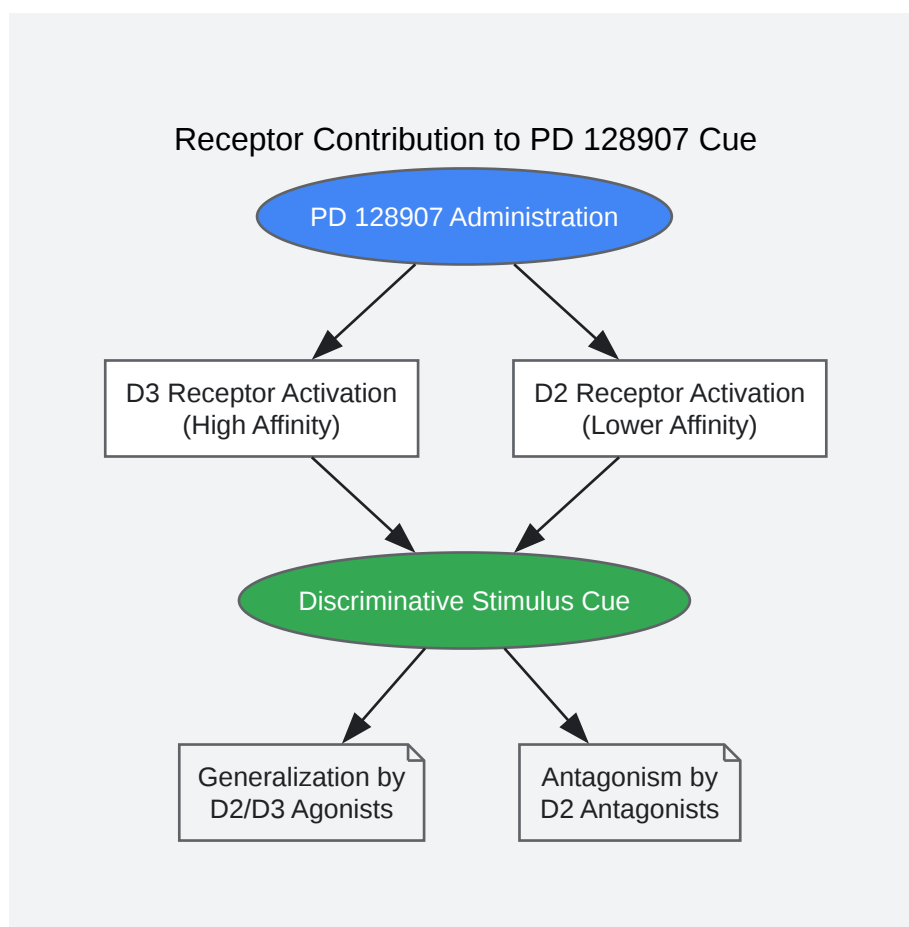 Receptor Contribution to PD 128907 Cue
PD 128907 Administration
D3 Receptor Activation
(High Affinity)
D2 Receptor Activation
(Lower Affinity)
Discriminative Stimulus Cue
Generalization by
D2/D3 Agonists
Antagonism by
D2 Antagonists